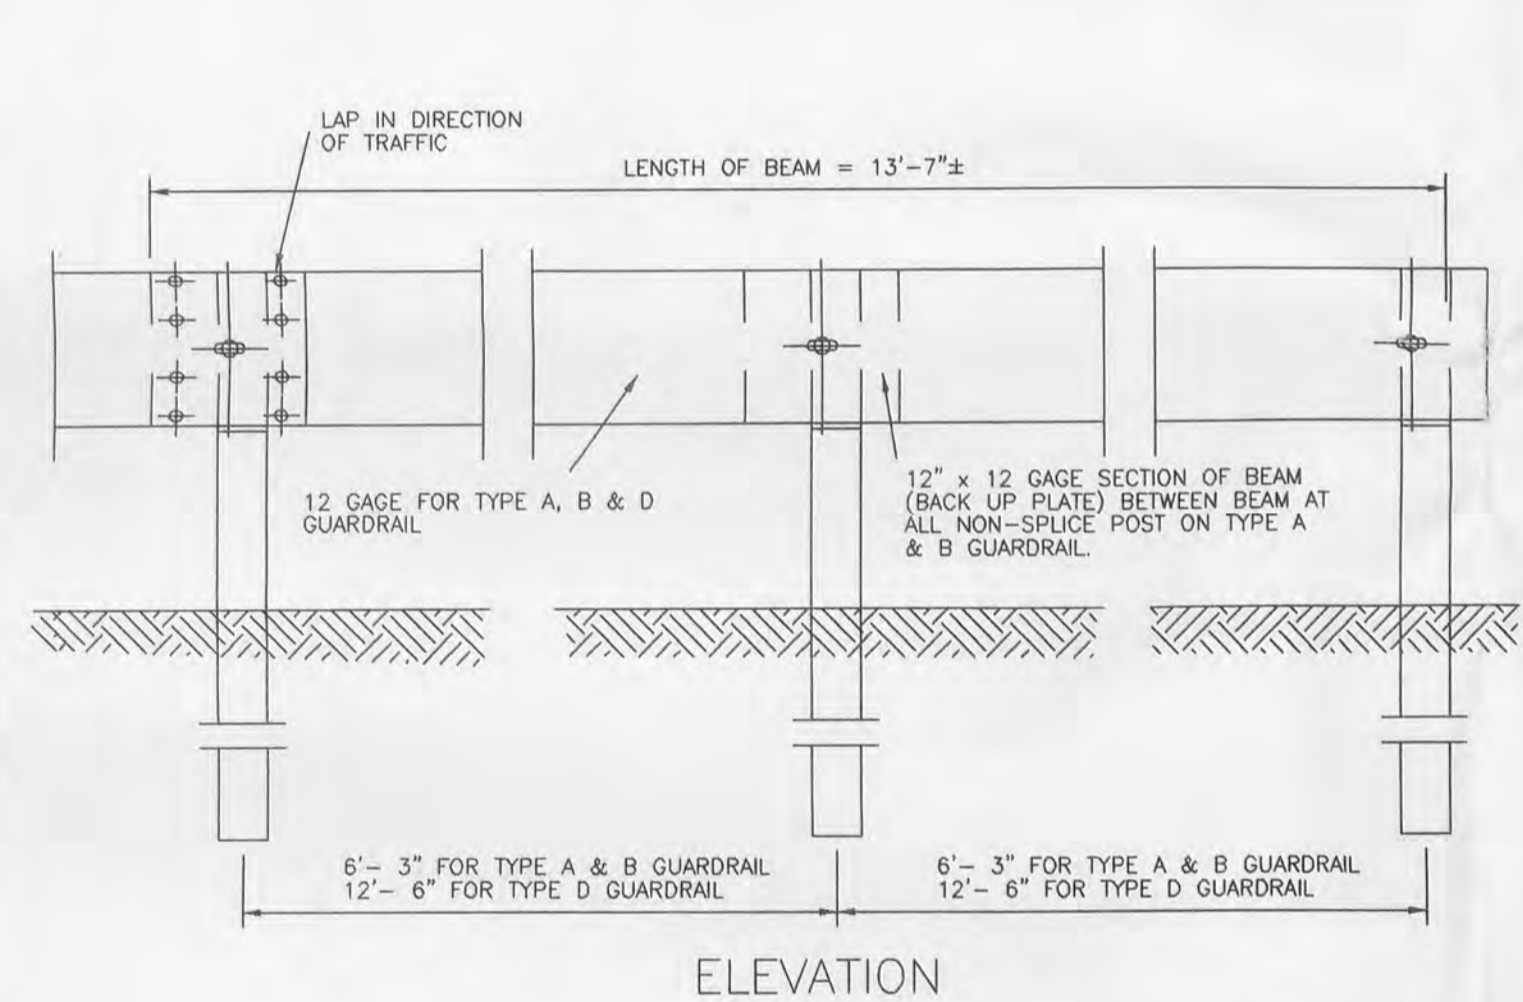 LAP IN DIRECTION
OF TRAFFIC
LENGTH OF BEAM = 13'-7"±
12 GAGE FOR TYPE A, B & D
GUARDRAIL
12" x 12 GAGE SECTION OF BEAM
(BACK UP PLATE) BETWEEN BEAM AT
ALL NON-SPLICE POST ON TYPE A
& B GUARDRAIL.
6'- 3" FOR TYPE A & B GUARDRAIL
12'- 6" FOR TYPE D GUARDRAIL
6'- 3" FOR TYPE A & B GUARDRAIL
12'- 6" FOR TYPE D GUARDRAIL
ELEVATION